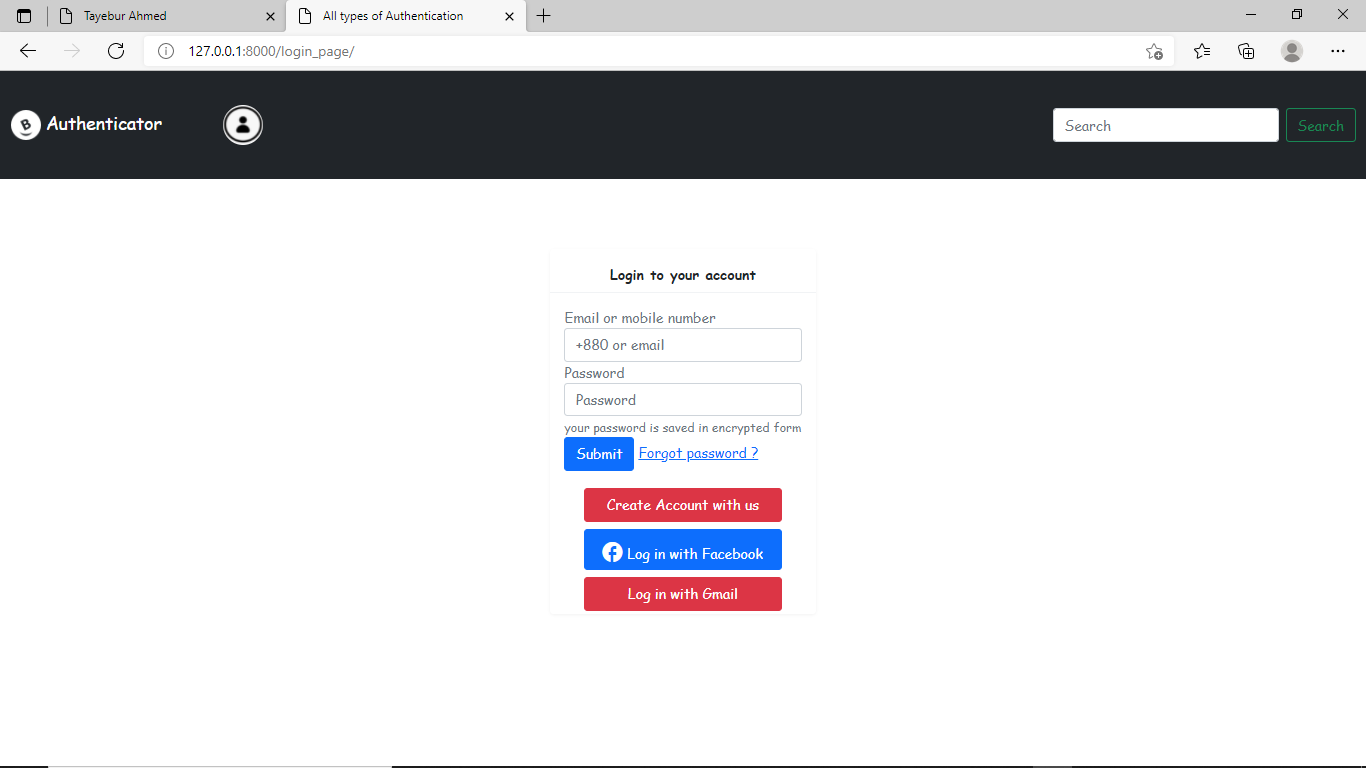 Tayebur Ahmed
All types of Authentication
127.0.0.1:8000/login_page/
B Authenticator
Search
Search
Login to your account
Email or mobile number
+880 or email
Password
Password
your password is saved in encrypted form
Submit Forgot password ?
Create Account with us
Log in with Facebook
Log in with Gmail